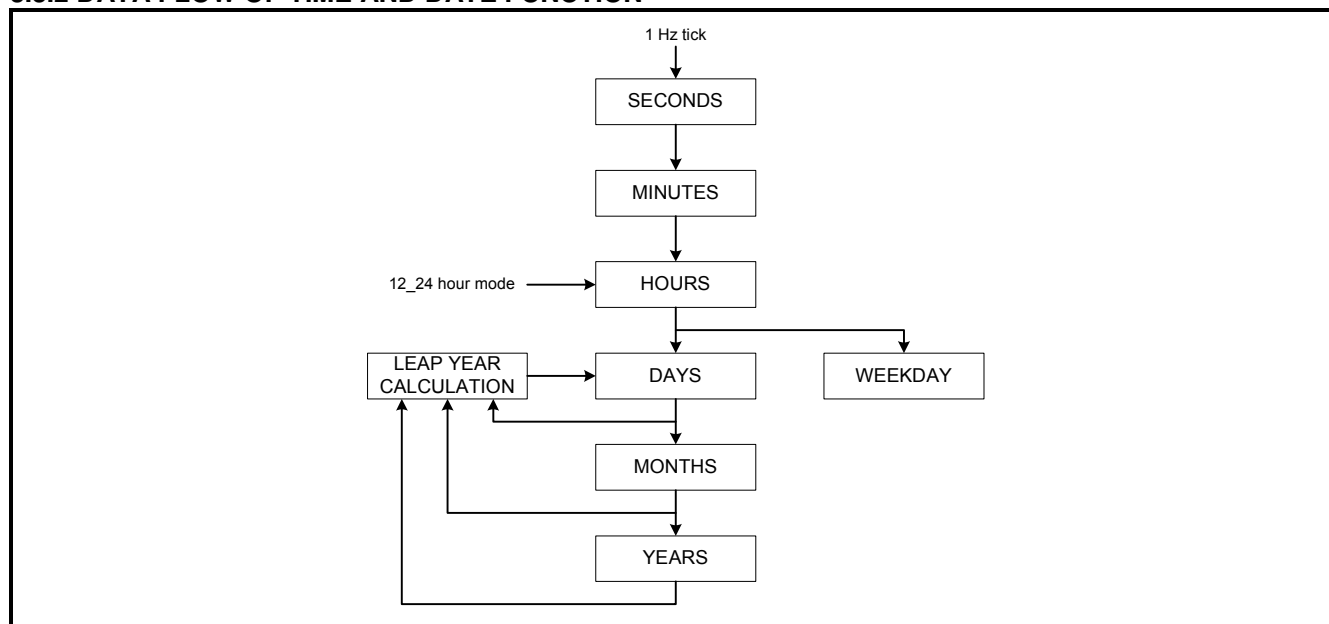 1 Hz tick
SECONDS
MINUTES
12_24 hour mode
HOURS
LEAP YEAR
CALCULATION
DAYS
WEEKDAY
MONTHS
YEARS